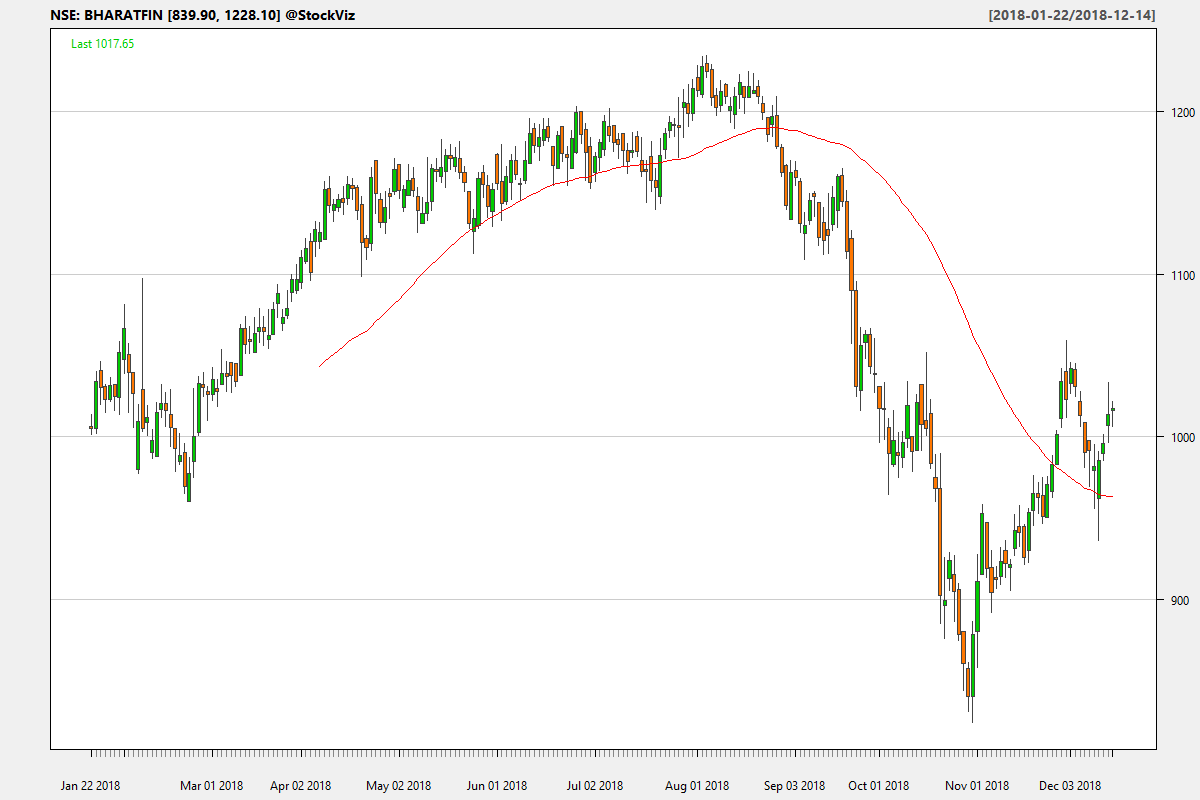 NSE: BHARATFIN [839.90, 1228.10] @StockViz [2018-01-22/2018-12-14]
Last 1017.65
1200
1100
1000
900
Jan 22 2018 Mar 01 2018 Apr 02 2018 May 02 2018 Jun 01 2018 Jul 02 2018 Aug 01 2018 Sep 03 2018 Oct 01 2018 Nov 01 2018 Dec 03 2018